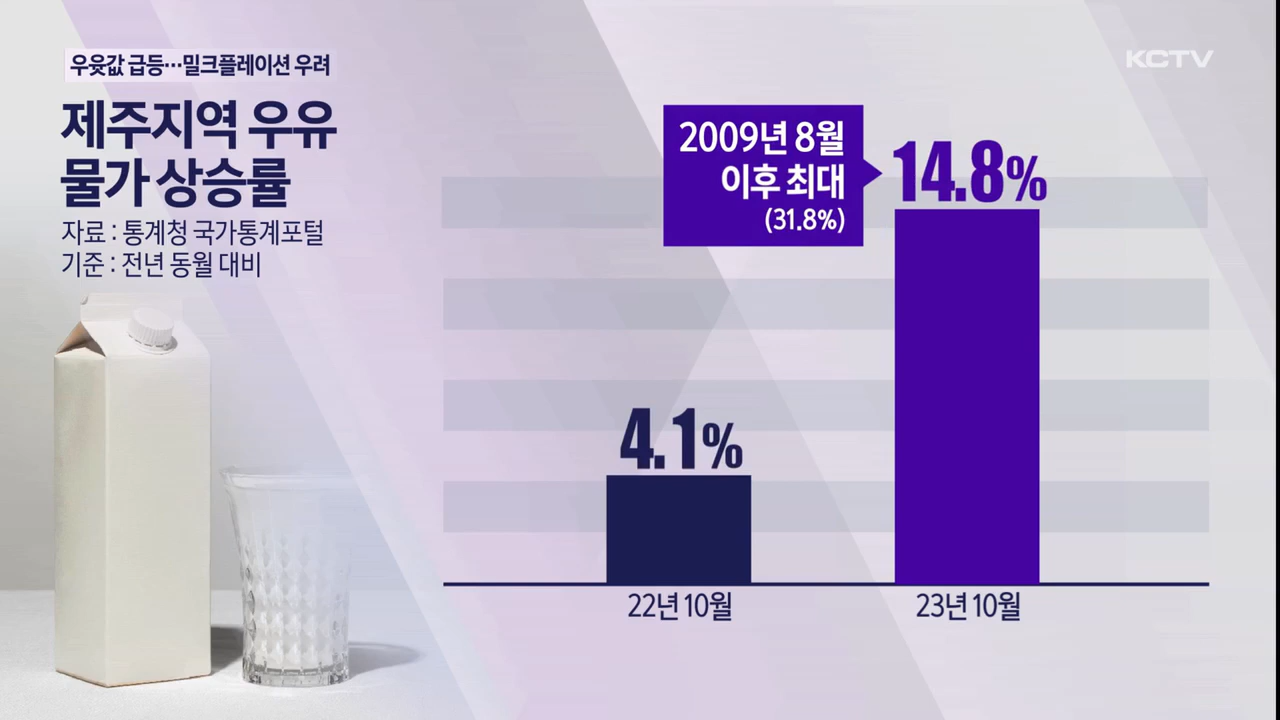 우윳값 급등…밀크플레이션 우려
KCTV
제주지역 우유
물가 상승률
자료 : 통계청 국가통계포털
기준 : 전년 동월 대비
2009년 8월
이후 최대
(31.8%)
14.8%
4.1%
22년 10월
23년 10월